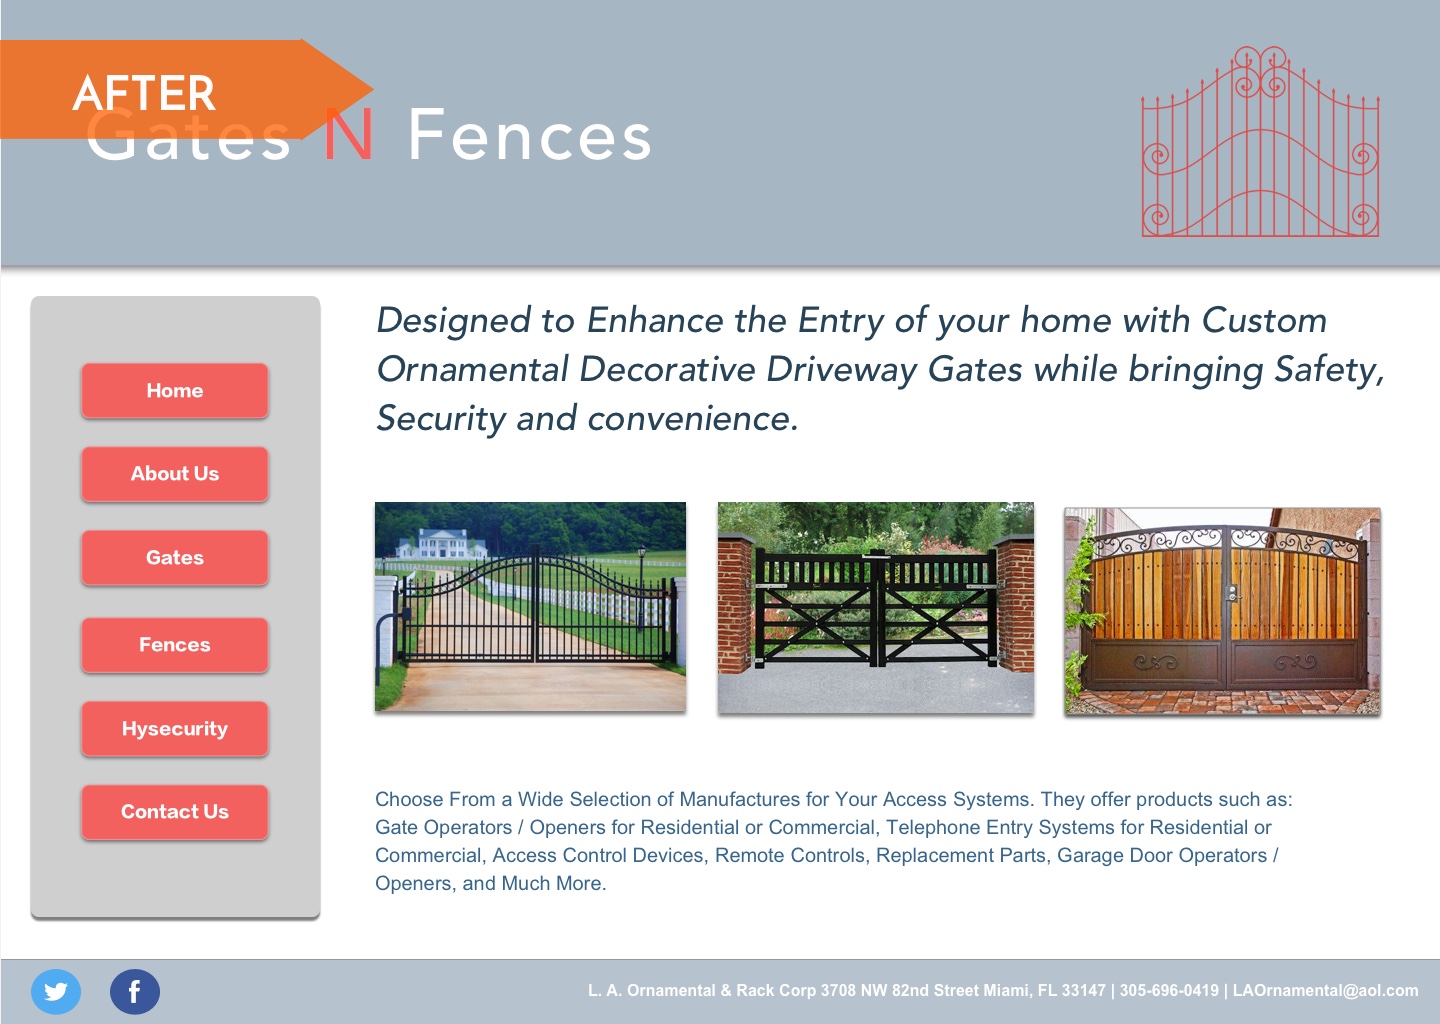 AFTER
Gates N Fences
Designed to Enhance the Entry of your home with Custom
Ornamental Decorative Driveway Gates while bringing Safety,
Security and convenience.
Home
About Us
Gates
Fences
Hysecurity
Contact Us
Choose From a Wide Selection of Manufactures for Your Access Systems. They offer products such as:
Gate Operators / Openers for Residential or Commercial, Telephone Entry Systems for Residential or
Commercial, Access Control Devices, Remote Controls, Replacement Parts, Garage Door Operators /
Openers, and Much More.
L. A. Ornamental & Rack Corp 3708 NW 82nd Street Miami, FL 33147 | 305-696-0419 | LAOrnamental@aol.com